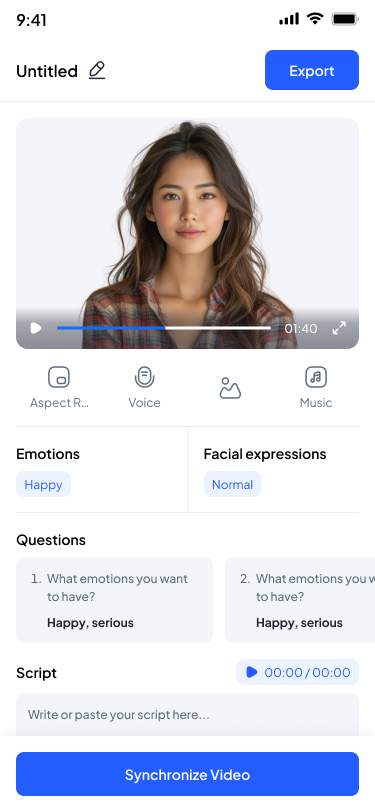 9:41
Untitled
Export
01:40
Aspect R...
Voice
Music
Emotions
Facial expressions
Happy
Normal
Questions
1. What emotions you want
to have?
Happy, serious
2. What emotions you w
to have?
Happy, serious
Script
00:00 / 00:00
Write or paste your script here...
Synchronize Video